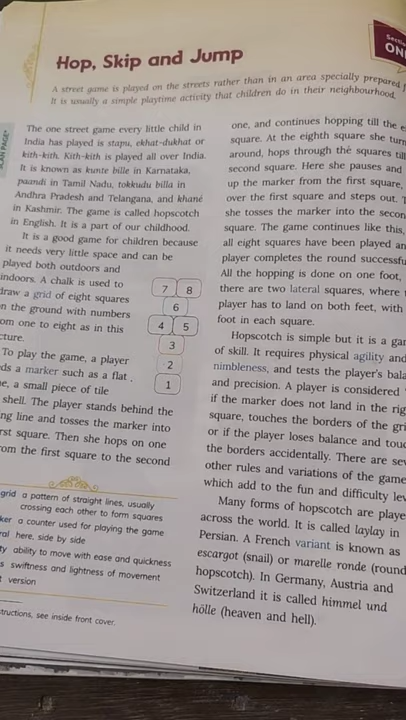 Hop, Skip and Jump
ON
A street game is played on the streets rather than in an area specially prepared
It is usually a simple playtime activity that children do in their neighbourhood.
The one street game every little child in
India has played is stapu, ekhat-dukhat or
kith-kith. Kith-kith is played all over India.
It is known as kunte bille in Karnataka,
paandi in Tamil Nadu, tokkudu billa in
Andhra Pradesh and Telangana, and khané
in Kashmir. The game is called hopscotch
in English. It is a part of our childhood.
It is a good game for children because
it needs very little space and can be
played both outdoors and
indoors. A chalk is used to
draw a grid of eight squares
on the ground with numbers
om one to eight as in this
cture.
To play the game, a player
ds a marker such as a flat
e, a small piece of tile
shell. The player stands behind the
ng line and tosses the marker into
rst square. Then she hops on one
rom the first square to the second
7 8
6
4 5
3
2
1
grid a pattern of straight lines, usually
crossing each other to form squares
ker a counter used for playing the game
ral here, side by side
ty ability to move with ease and quickness
s swiftness and lightness of movement
t version
structions, see inside front cover.
one, and continues hopping till the e
square. At the eighth square she turn
around, hops through the squares till
second square. Here she pauses and
up the marker from the first square,
over the first square and steps out. T
she tosses the marker into the secon
square. The game continues like this,
all eight squares have been played an
player completes the round successfu
All the hopping is done on one foot,
there are two lateral squares, where
player has to land on both feet, with
foot in each square.
Hopscotch is simple but it is a gam
of skill. It requires physical agility and
nimbleness, and tests the player's bala
and precision. A player is considered
if the marker does not land in the rig
square, touches the borders of the gri
or if the player loses balance and touc
the borders accidentally. There are sev
other rules and variations of the game
which add to the fun and difficulty lev
Many forms of hopscotch are playe
across the world. It is called laylay in
Persian. A French variant is known as
escargot (snail) or marelle ronde (round
hopscotch). In Germany, Austria and
Switzerland it is called himmel und
hölle (heaven and hell).